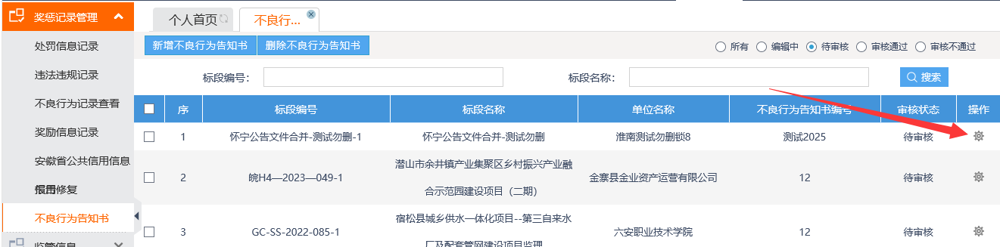 奖惩记录管理
处罚信息记录
违法违规记录
不良行为记录查看
奖励信息记录
安徽省公共信用信息
信用修复
不良行为告知书
监管信息
个人首页
不良行...
新增不良行为告知书
删除不良行为告知书
所有
编辑中
待审核
审核通过
审核不通过
标段编号：
标段名称：
搜索
序 标段编号 标段名称 单位名称 不良行为告知书编号 审核状态 操作
1 怀宁公告文件合并-测试勿删-1 怀宁公告文件合并-测试勿删 淮南测试勿删锁8 测试2025 待审核
潜山市余井镇产业集聚区乡村振兴产业融
2 皖H4—2023—049-1 金寨县金业资产运营有限公司 12 待审核
合示范园建设项目（二期）
宿松县城乡供水一体化项目--第三自来水
3 GC-SS-2022-085-1 六安职业技术学院 12 待审核
厂及配套管网建设项目监理